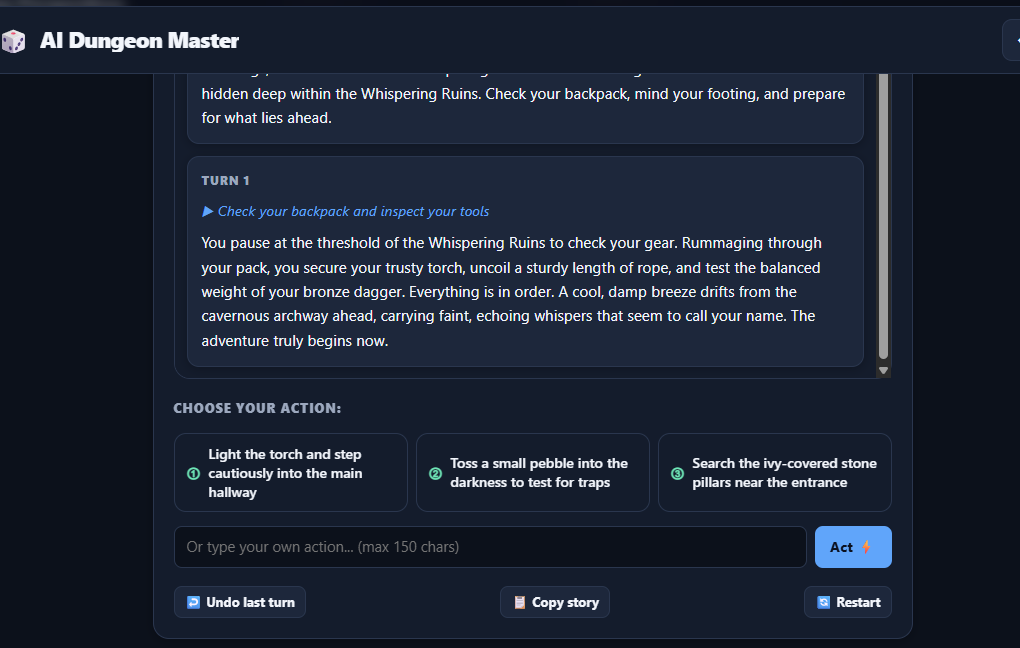 AI Dungeon Master
hidden deep within the Whispering Ruins. Check your backpack, mind your footing, and prepare
for what lies ahead.
TURN 1
▶ Check your backpack and inspect your tools
You pause at the threshold of the Whispering Ruins to check your gear. Rummaging through
your pack, you secure your trusty torch, uncoil a sturdy length of rope, and test the balanced
weight of your bronze dagger. Everything is in order. A cool, damp breeze drifts from the
cavernous archway ahead, carrying faint, echoing whispers that seem to call your name. The
adventure truly begins now.
CHOOSE YOUR ACTION:
① Light the torch and step
cautiously into the main
hallway
② Toss a small pebble into the
darkness to test for traps
③ Search the ivy-covered stone
pillars near the entrance
Or type your own action... (max 150 chars)
Act
Undo last turn
Copy story
Restart